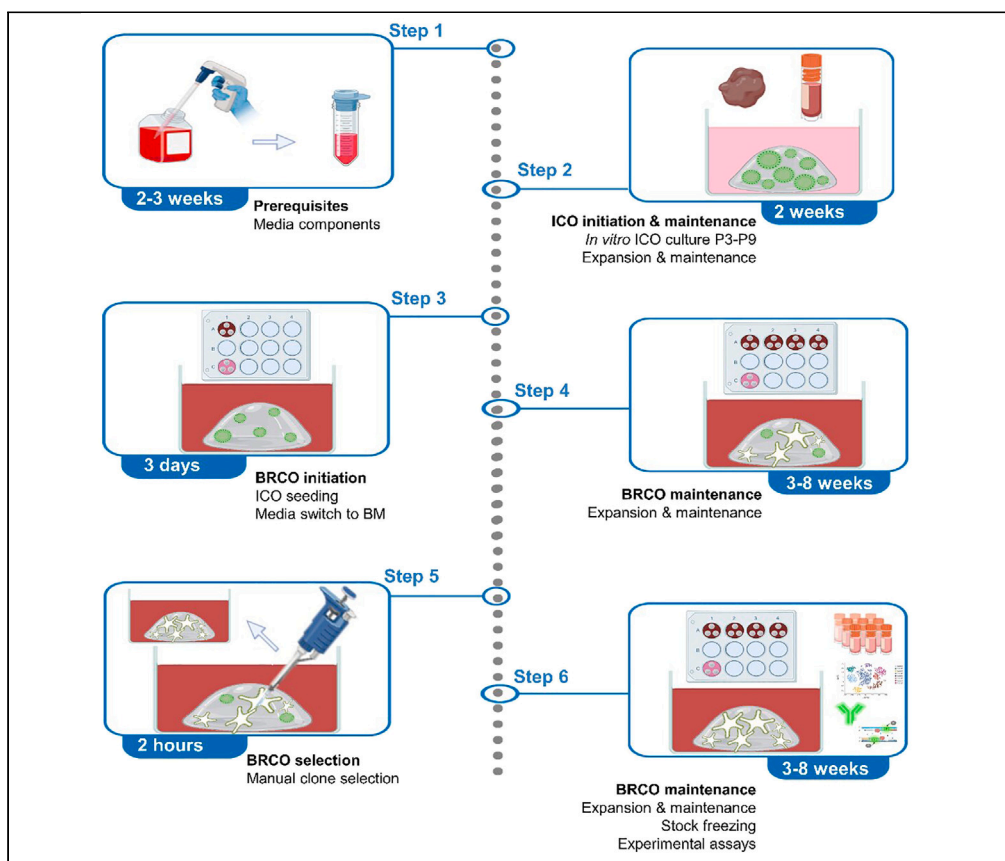 Step 1
2-3 weeks
Prerequisites
Media components
Step 2
2 weeks
ICO initiation & maintenance
In vitro ICO culture P3-P9
Expansion & maintenance
Step 3
1 2 3 4
A
B
C
3 days
BRCO initiation
ICO seeding
Media switch to BM
Step 4
1 2 3 4
A
B
C
3-8 weeks
BRCO maintenance
Expansion & maintenance
Step 5
2 hours
BRCO selection
Manual clone selection
Step 6
1 2 3 4
A
B
C
3-8 weeks
BRCO maintenance
Expansion & maintenance
Stock freezing
Experimental assays